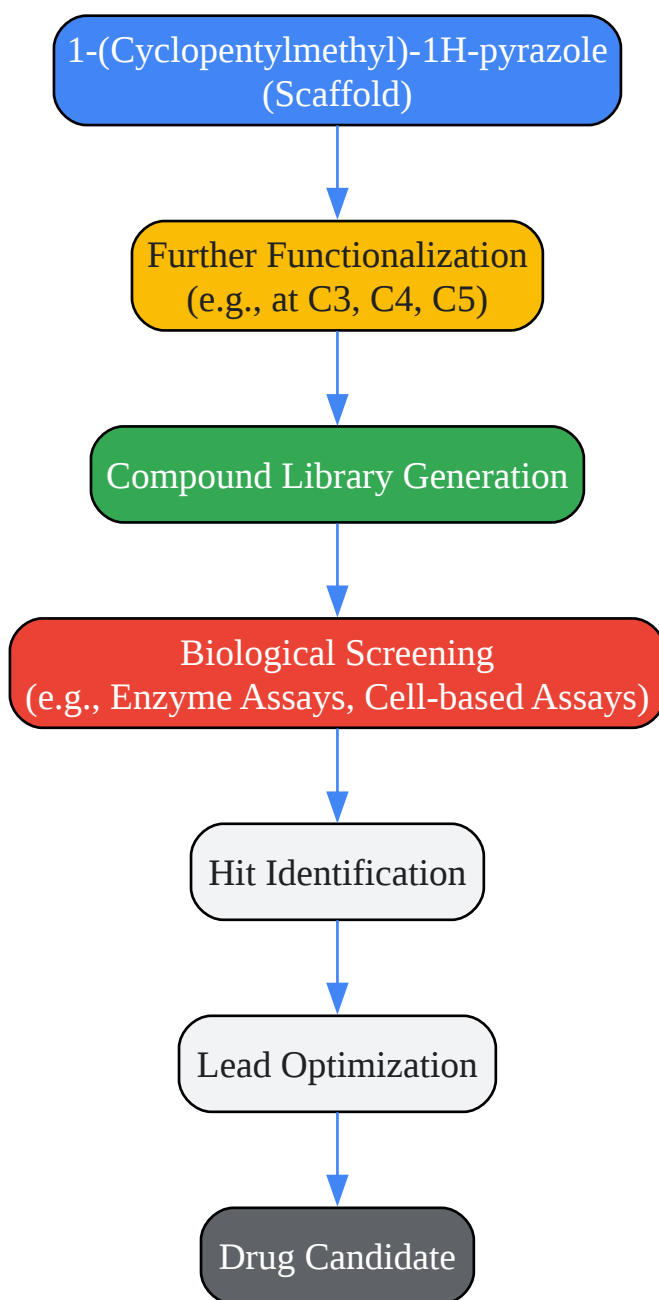 1-(Cyclopentylmethyl)-1H-pyrazole
(Scaffold)
Further Functionalization
(e.g., at C3, C4, C5)
Compound Library Generation
Biological Screening
(e.g., Enzyme Assays, Cell-based Assays)
Hit Identification
Lead Optimization
Drug Candidate